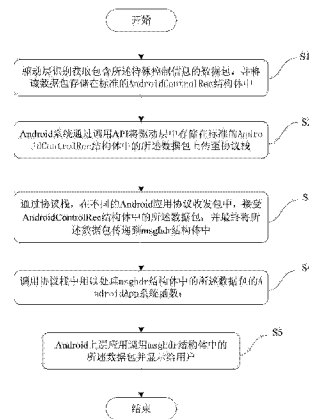 开始
S1
驱动层识别获取包含所述特殊控制信息的数据包，并将
该数据包存储在标准的AndroidControlRec结构体中
S2
Android系统通过调用API将驱动层中存储在标准的Andro
idControlRec结构体中的所述数据包上传至协议栈
S
通过协议栈，在不同的Android应用协议收发包中，接受
AndroidControlRec结构体中的所述数据包，并最终将所
述数据包传递到msghdr结构体中
S4
调用协议栈中用以处理msghdr结构体中的所述数据包的A
ndroidApp系统函数；
S5
Android上层应用调用msghdr结构体中的
所述数据包并显示给用户
结束